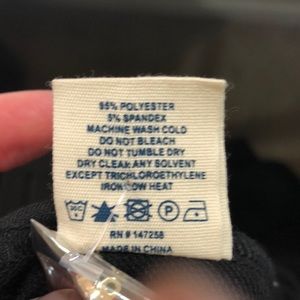 95% POLYESTER
5% SPANDEX
MACHINE WASH COLD
DO NOT BLEACH
DO NOT TUMBLE DRY
DRY CLEAN ANY SOLVENT
EXCEPT TRICHLOROETHYLENE
IRON LOW HEAT
30C P
RN # 147258
MADE IN CHINA